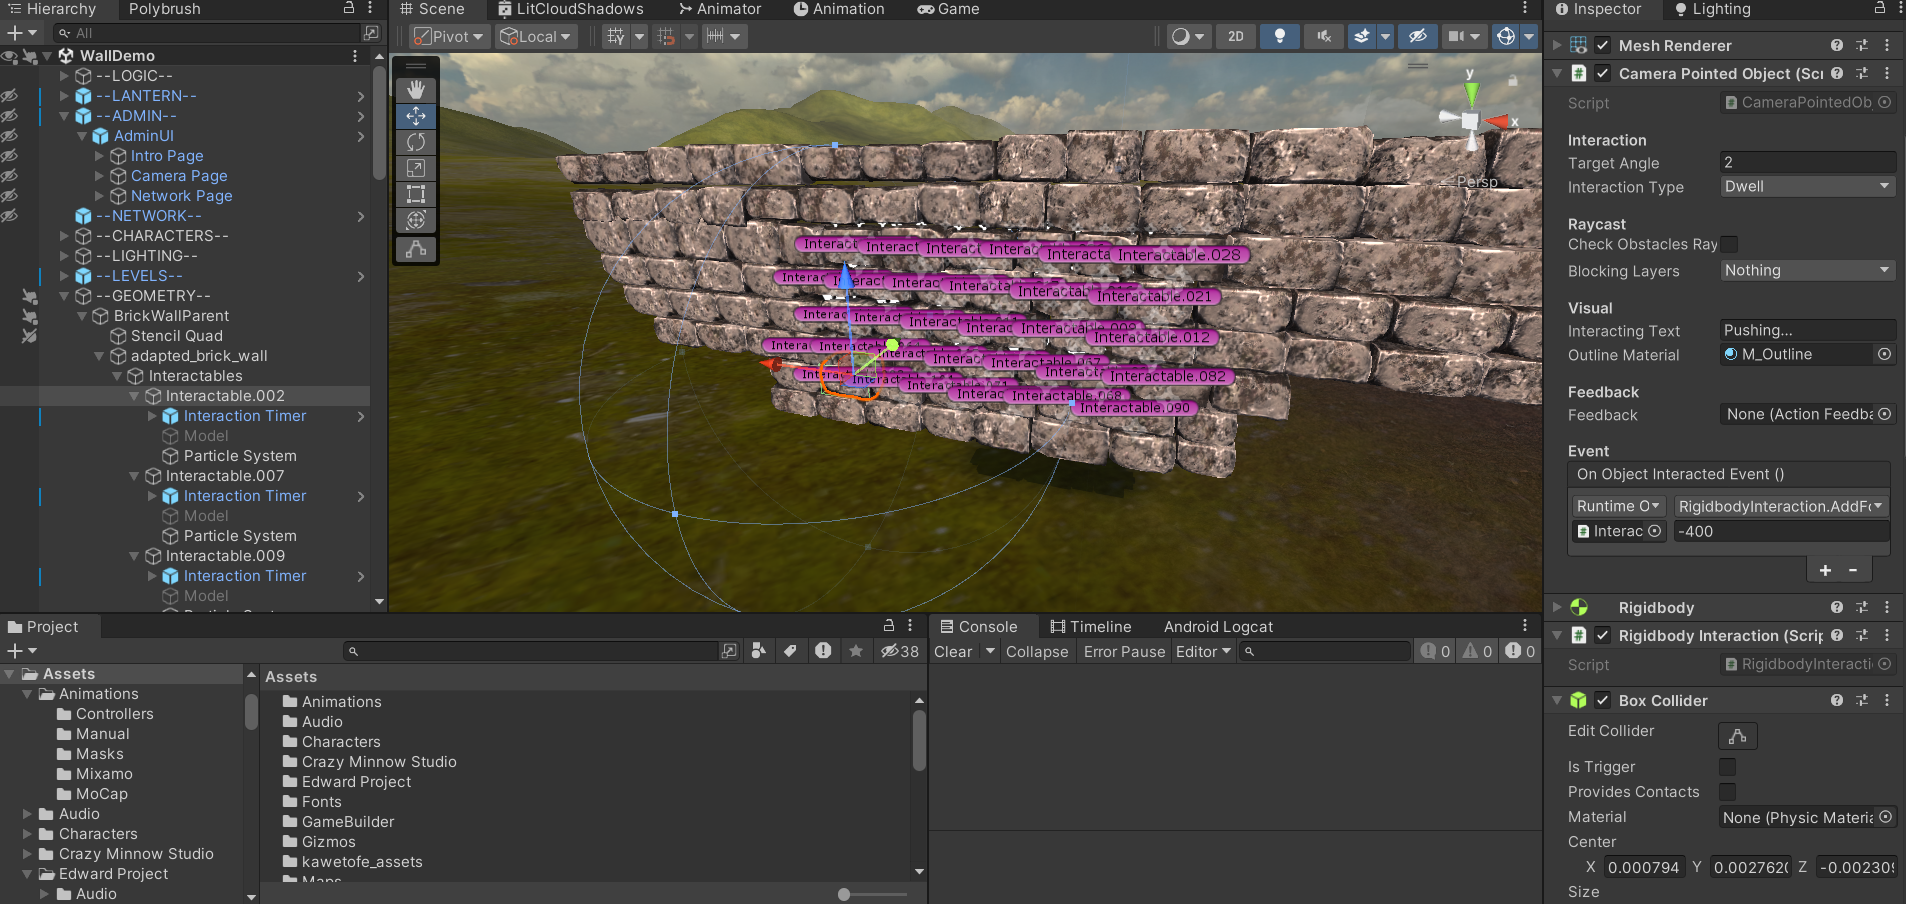 Hierarchy
Polybrush
All
WallDemo
--LOGIC--
--LANTERN--
--ADMIN--
AdminUI
Intro Page
Camera Page
Network Page
--NETWORK--
--CHARACTERS--
--LIGHTING--
--LEVELS--
--GEOMETRY--
BrickWallParent
Stencil Quad
adapted_brick_wall
Interactables
Interactable.002
Interaction Timer
Model
Particle System
Interactable.007
Interaction Timer
Model
Particle System
Interactable.009
Interaction Timer
Model
Scene
LitCloudShadows
Animator
Animation
Game
Pivot
Local
2D
y
x
Persp
Interactable.028
Interactable.021
Interactable.012
Interactable.082
Interactable.090
Inspector
Lighting
Mesh Renderer
Camera Pointed Object (Scri
Script
CameraPointedOb
Interaction
Target Angle
2
Interaction Type
Dwell
Raycast
Check Obstacles Ray
Blocking Layers
Nothing
Visual
Interacting Text
Pushing...
Outline Material
M_Outline
Feedback
Feedback
None (Action Feedba
Event
On Object Interacted Event ()
Runtime O
RigidbodyInteraction.AddFo
Interac
-400
+ -
Rigidbody
Rigidbody Interaction (Scrip
Script
RigidbodyInteracti
Box Collider
Edit Collider
Is Trigger
Provides Contacts
Material
None (Physic Materia
Center
X 0.000794 Y 0.002762 Z -0.002309
Size
Project
38
Assets
Animations
Controllers
Manual
Masks
Mixamo
MoCap
Audio
Characters
Crazy Minnow Studio
Edward Project
Audio
Assets
Animations
Audio
Characters
Crazy Minnow Studio
Edward Project
Fonts
GameBuilder
Gizmos
kawetofe_assets
Maps
Console
Timeline
Android Logcat
Clear
Collapse
Error Pause
Editor
0
0
0